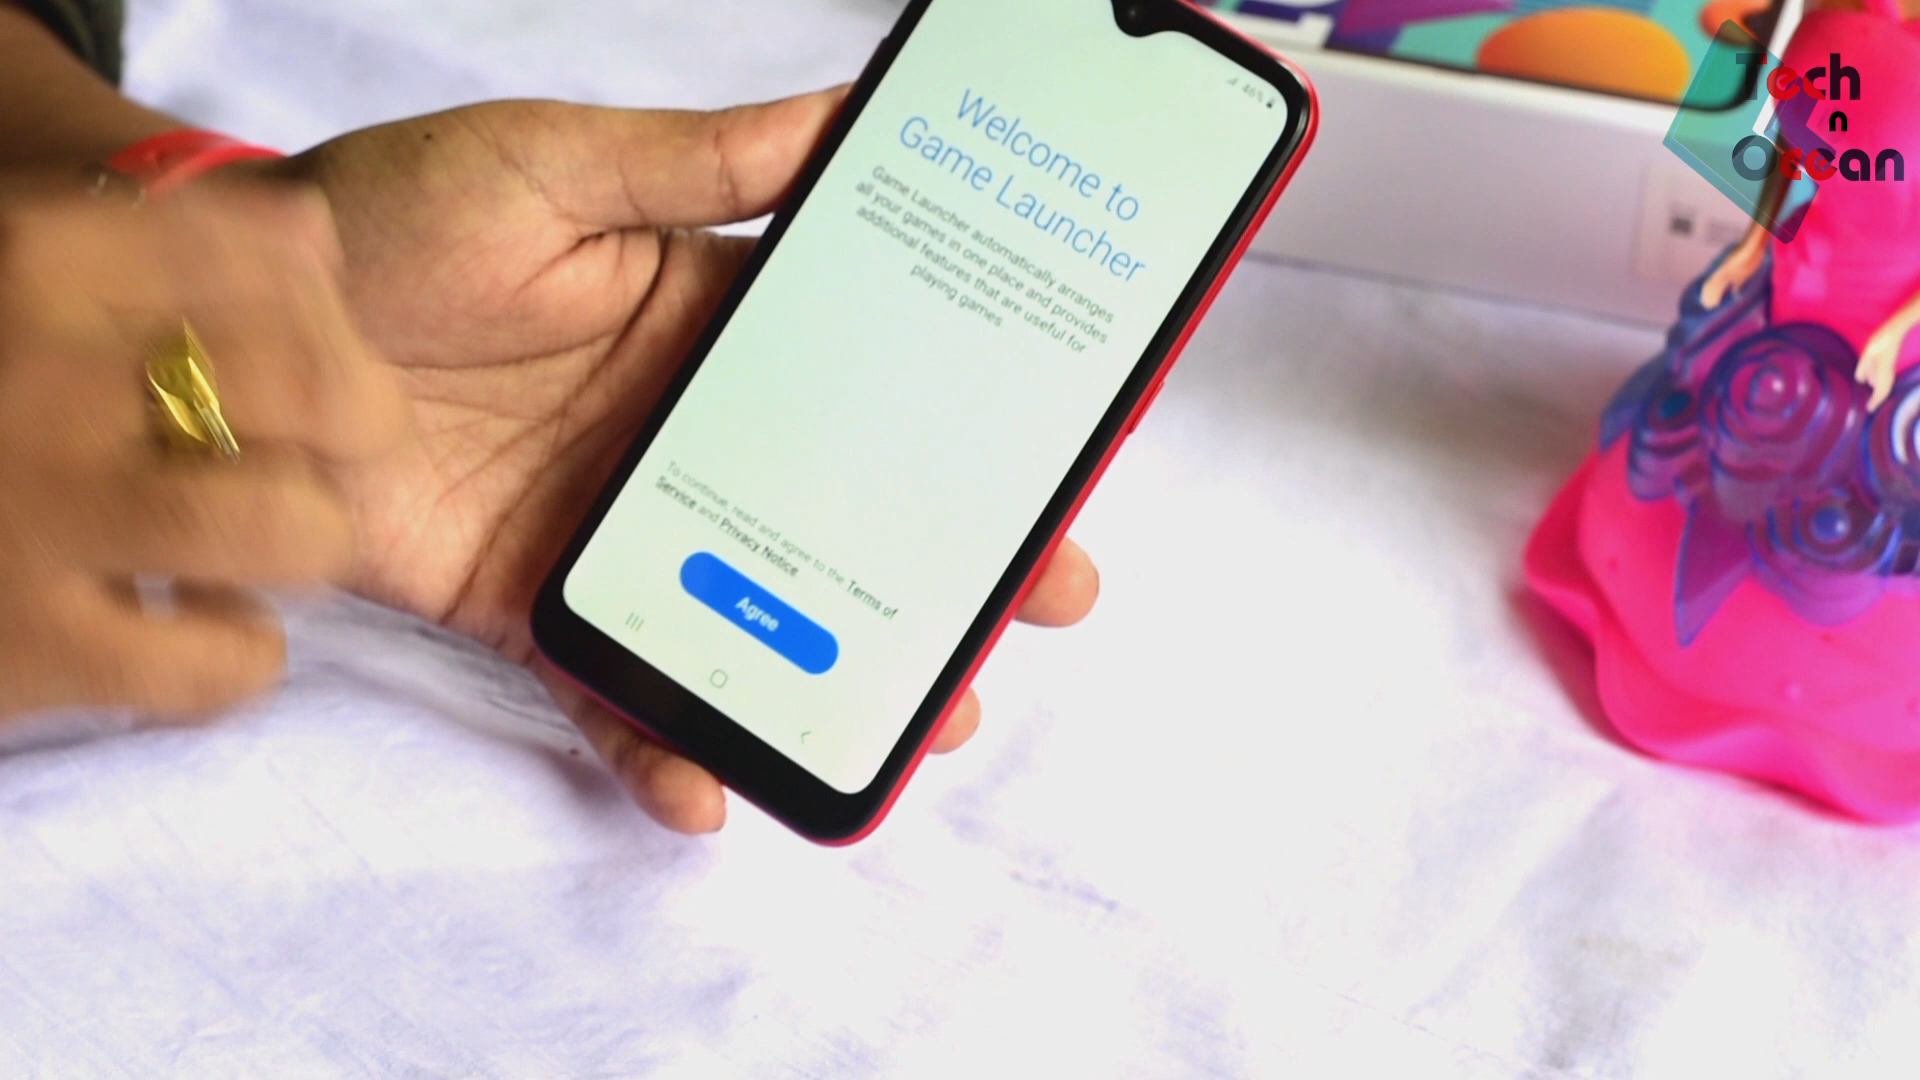 46%
Welcome to
Game Launcher
Game Launcher automatically arranges
all your games in one place and provides
additional features that are useful for
playing games.
To continue, read and agree to the Terms of
Service and Privacy Notice.
Agree
Tech
n
Ocean